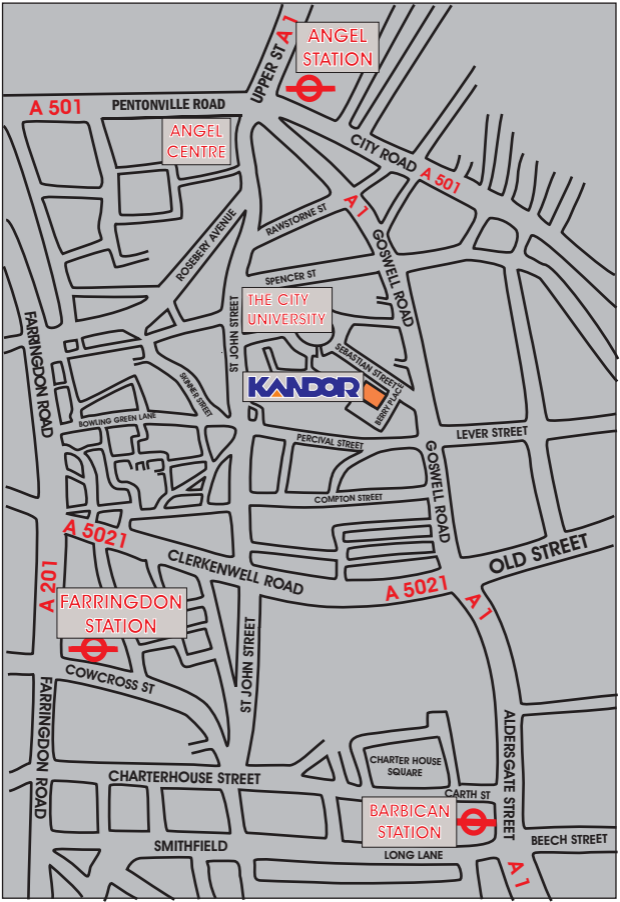 UPPER ST
A 1
ANGEL
STATION
A 501
PENTONVILLE ROAD
ANGEL
CENTRE
CITY ROAD
A 501
A 1
RAWSTORNE ST
ROSEBERY AVENUE
GOSWELL ROAD
SPENCER ST
THE CITY
UNIVERSITY
ST JOHN STREET
FARRINGDON ROAD
SEBASTIAN STREET
KANDOR
SKINNER STREET
BERRY PLACE
BOWLING GREEN LANE
PERCIVAL STREET
LEVER STREET
GOSWELL ROAD
COMPTON STREET
A 5021
CLERKENWELL ROAD
OLD STREET
A 201
A 5021
A 1
FARRINGDON
STATION
ST JOHN STREET
COWCROSS ST
FARRINGDON ROAD
ALDERSGATE STREET
CHARTER HOUSE
SQUARE
CHARTERHOUSE STREET
CARTH ST
BARBICAN
STATION
SMITHFIELD
LONG LANE
BEECH STREET
A 1